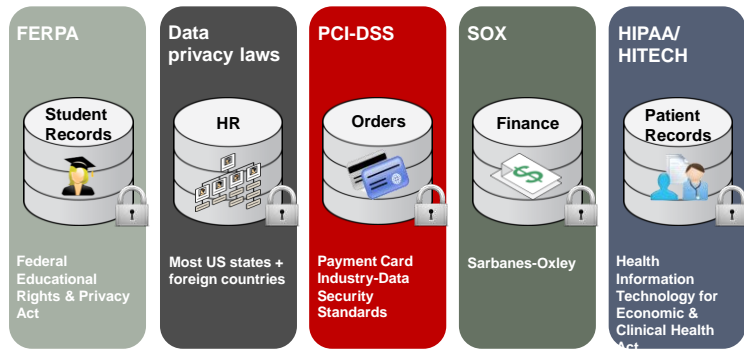 FERPA
Student
Records
Federal
Educational
Rights & Privacy
Act
Data
privacy laws
HR
Most US states +
foreign countries
PCI-DSS
Orders
Payment Card
Industry-Data
Security
Standards
SOX
Finance
$
Sarbanes-Oxley
HIPAA/
HITECH
Patient
Records
Health
Information
Technology for
Economic &
Clinical Health
Act